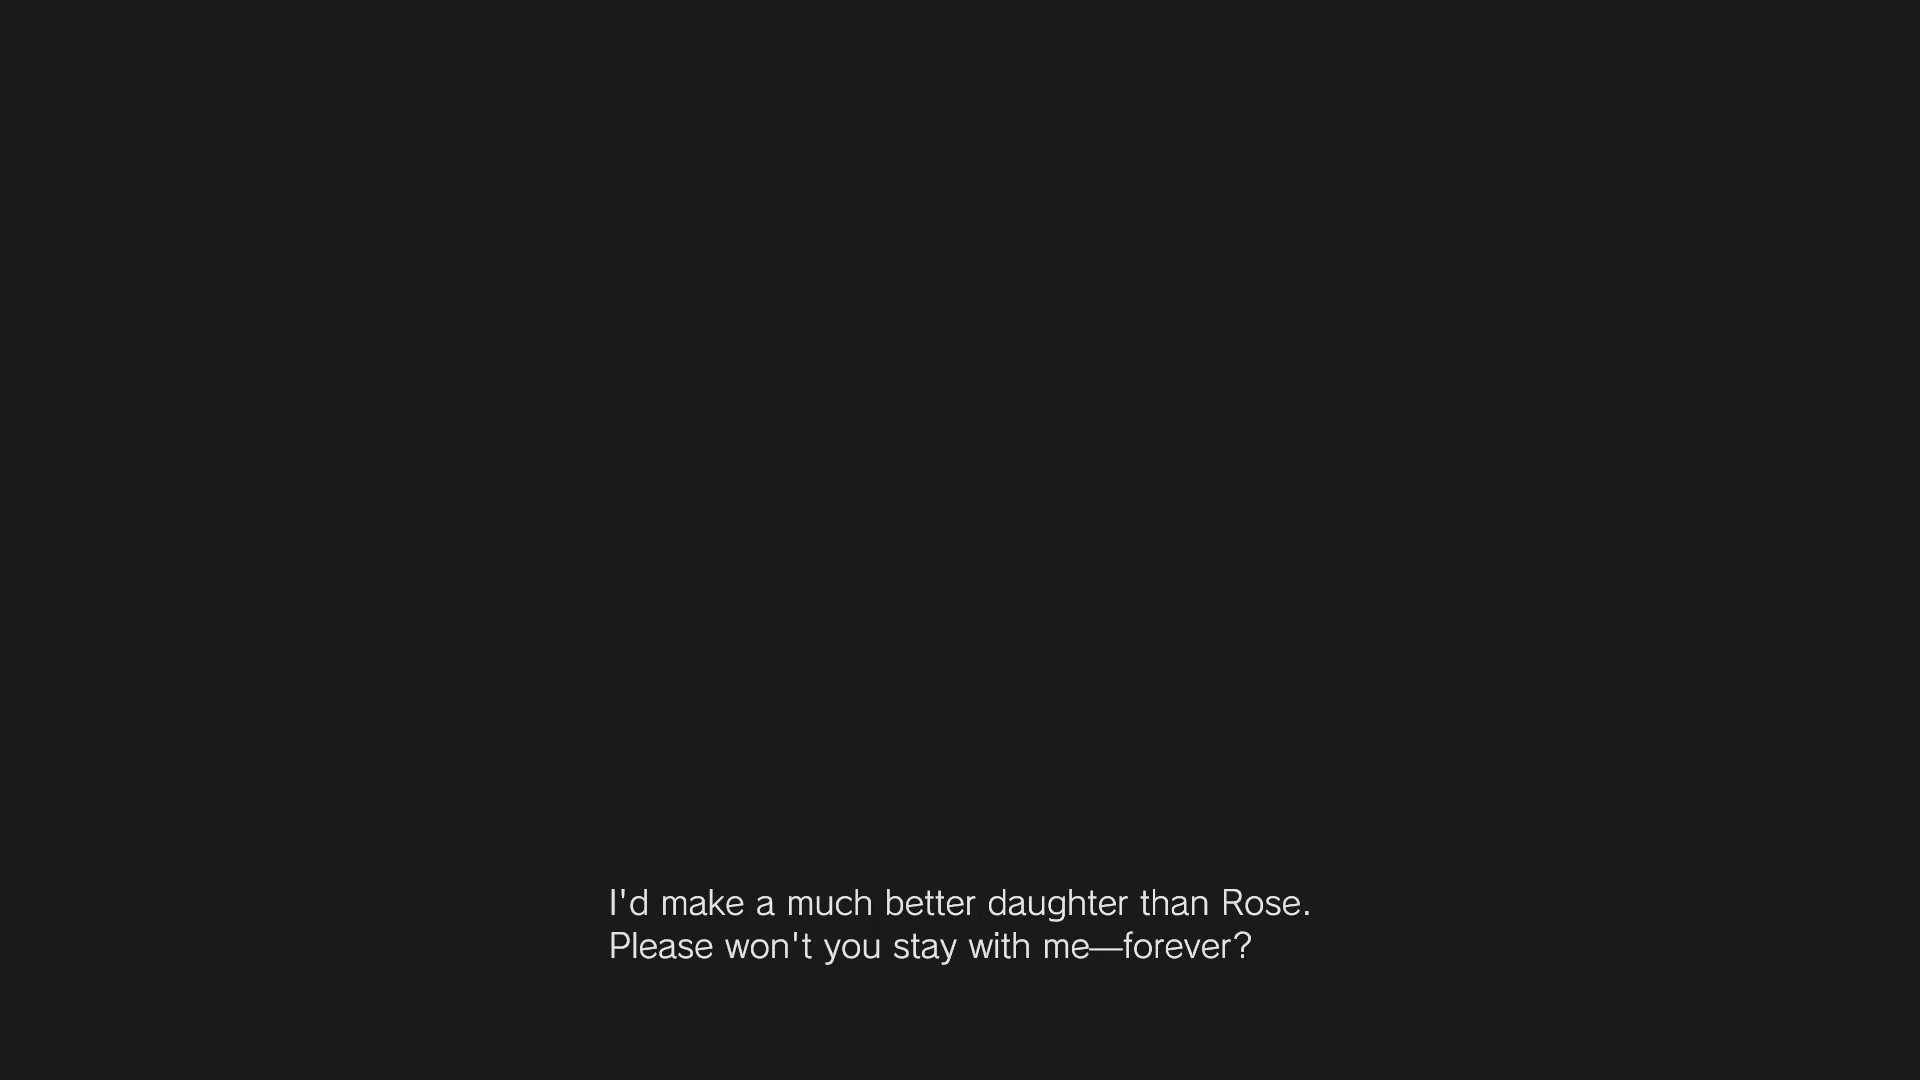 I'd make a much better daughter than Rose.
Please won't you stay with me—forever?